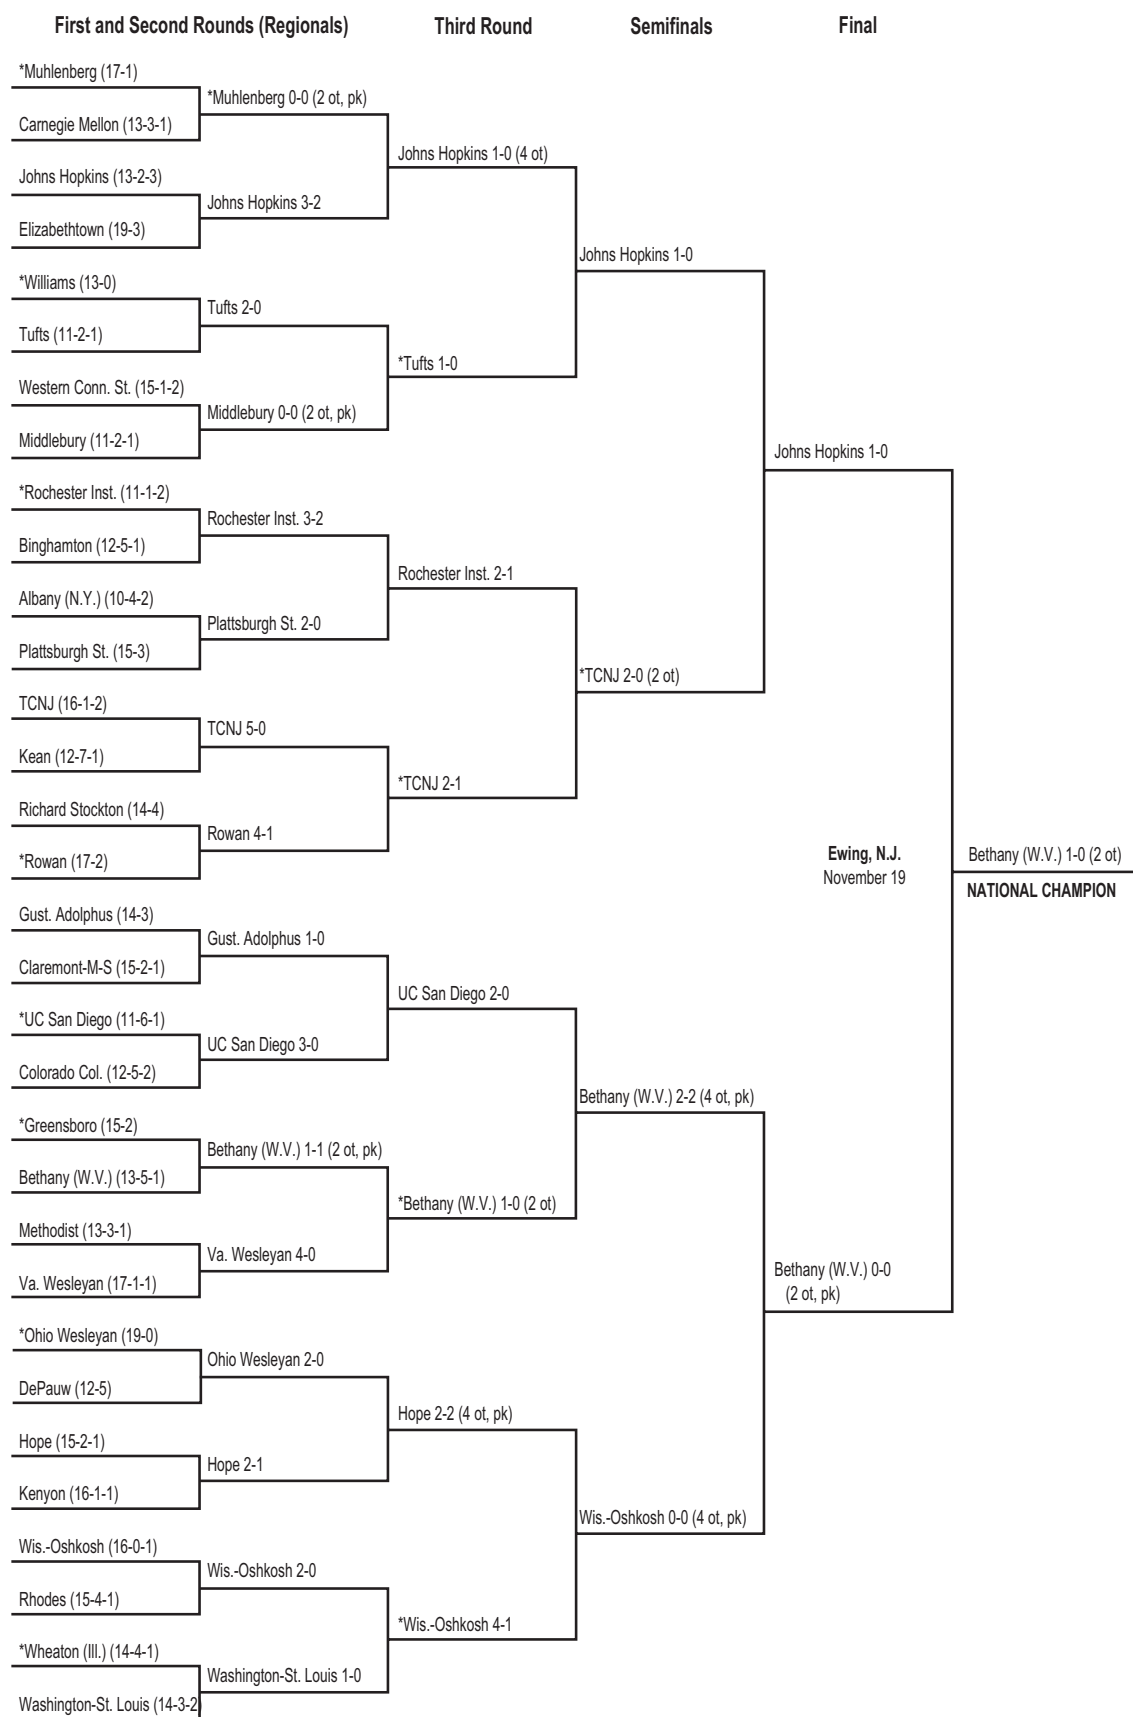 First and Second Rounds (Regionals)
Third Round
Semifinals
Final
*Muhlenberg (17-1)
Carnegie Mellon (13-3-1)
Johns Hopkins (13-2-3)
Elizabethtown (19-3)
*Williams (13-0)
Tufts (11-2-1)
Western Conn. St. (15-1-2)
Middlebury (11-2-1)
*Rochester Inst. (11-1-2)
Binghamton (12-5-1)
Albany (N.Y.) (10-4-2)
Plattsburgh St. (15-3)
TCNJ (16-1-2)
Kean (12-7-1)
Richard Stockton (14-4)
*Rowan (17-2)
Gust. Adolphus (14-3)
Claremont-M-S (15-2-1)
*UC San Diego (11-6-1)
Colorado Col. (12-5-2)
*Greensboro (15-2)
Bethany (W.V.) (13-5-1)
Methodist (13-3-1)
Va. Wesleyan (17-1-1)
*Ohio Wesleyan (19-0)
DePauw (12-5)
Hope (15-2-1)
Kenyon (16-1-1)
Wis.-Oshkosh (16-0-1)
Rhodes (15-4-1)
*Wheaton (Ill.) (14-4-1)
Washington-St. Louis (14-3-2)
*Muhlenberg 0-0 (2 ot, pk)
Johns Hopkins 3-2
Tufts 2-0
Middlebury 0-0 (2 ot, pk)
Rochester Inst. 3-2
Plattsburgh St. 2-0
TCNJ 5-0
Rowan 4-1
Gust. Adolphus 1-0
UC San Diego 3-0
Bethany (W.V.) 1-1 (2 ot, pk)
Va. Wesleyan 4-0
Ohio Wesleyan 2-0
Hope 2-1
Wis.-Oshkosh 2-0
Washington-St. Louis 1-0
Johns Hopkins 1-0 (4 ot)
*Tufts 1-0
Rochester Inst. 2-1
*TCNJ 2-1
UC San Diego 2-0
*Bethany (W.V.) 1-0 (2 ot)
Hope 2-2 (4 ot, pk)
*Wis.-Oshkosh 4-1
Johns Hopkins 1-0
*TCNJ 2-0 (2 ot)
Bethany (W.V.) 2-2 (4 ot, pk)
Wis.-Oshkosh 0-0 (4 ot, pk)
Johns Hopkins 1-0
Bethany (W.V.) 0-0
(2 ot, pk)
Ewing, N.J.
November 19
Bethany (W.V.) 1-0 (2 ot)
NATIONAL CHAMPION